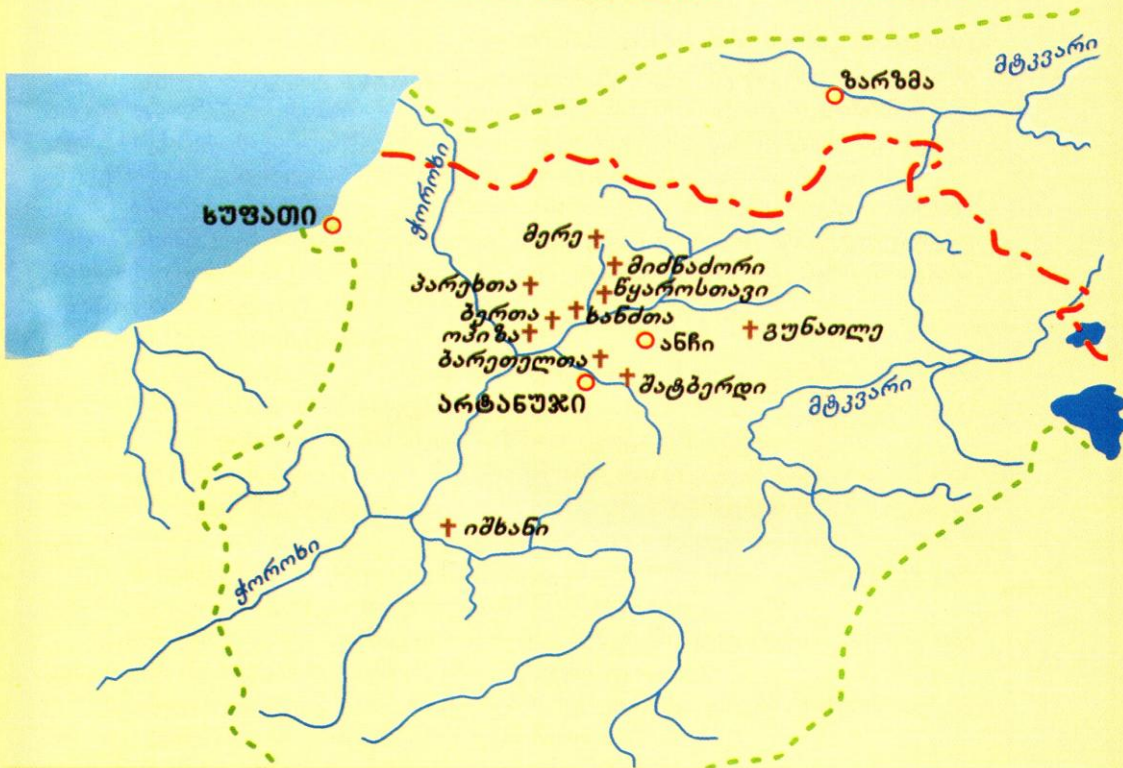 მტკვარი
ზარზმა
ჭოროხი
ხუფათი
მერე
მიძნაძორი
პარეხთა
წყაროსთავი
ბერთა
ხანძთა
ოპიზა
ანჩი
გუნათლე
ბარეთელთა
შატბერდი
არტანუჯი
მტკვარი
იშხანი
ჭოროხი